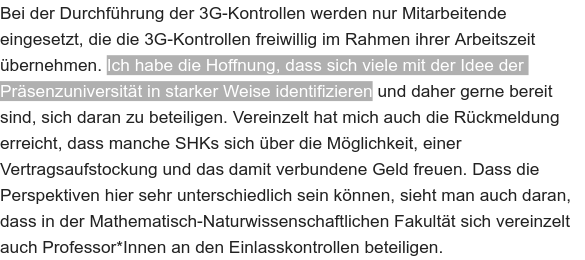 Bei der Durchführung der 3G-Kontrollen werden nur Mitarbeitende
eingesetzt, die die 3G-Kontrollen freiwillig im Rahmen ihrer Arbeitszeit
übernehmen. Ich habe die Hoffnung, dass sich viele mit der Idee der
Präsenzuniversität in starker Weise identifizieren und daher gerne bereit
sind, sich daran zu beteiligen. Vereinzelt hat mich auch die Rückmeldung
erreicht, dass manche SHKs sich über die Möglichkeit, einer
Vertragsaufstockung und das damit verbundene Geld freuen. Dass die
Perspektiven hier sehr unterschiedlich sein können, sieht man auch daran,
dass in der Mathematisch-Naturwissenschaftlichen Fakultät sich vereinzelt
auch Professor*Innen an den Einlasskontrollen beteiligen.